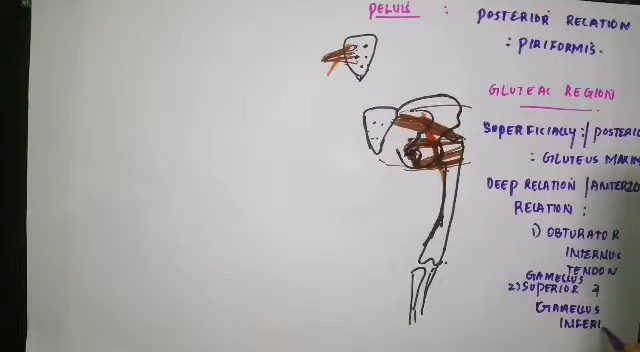 PELVIS : POSTERIOR RELATION
: PIRIFORMIS.
GLUTEAL REGION
SUPERFICIALLY:/POSTERIO
: GLUTEUS MAXIM
DEEP RELATION / ANTERIO
RELATION :
1) OBTURATOR
INTERNUS
TENDON
GAMELLUS
2) SUPERIOR &
GAMELLUS
INFERI